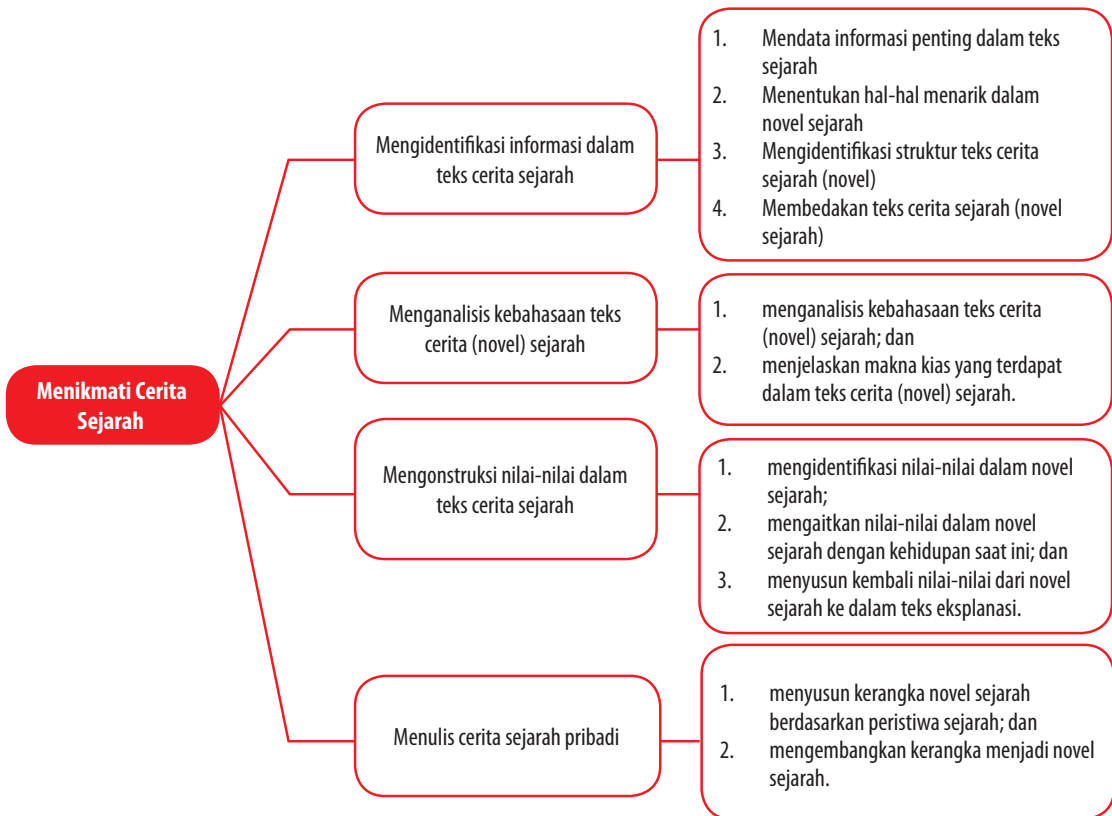 Menikmati Cerita
Sejarah
Mengidentifikasi informasi dalam
teks cerita sejarah
1. Mendata informasi penting dalam teks
sejarah
2. Menentukan hal-hal menarik dalam
novel sejarah
3. Mengidentifikasi struktur teks cerita
sejarah (novel)
4. Membedakan teks cerita sejarah (novel
sejarah)
Menganalisis kebahasaan teks
cerita (novel) sejarah
1. menganalisis kebahasaan teks cerita
(novel) sejarah; dan
2. menjelaskan makna kias yang terdapat
dalam teks cerita (novel) sejarah.
Mengonstruksi nilai-nilai dalam
teks cerita sejarah
1. mengidentifikasi nilai-nilai dalam novel
sejarah;
2. mengaitkan nilai-nilai dalam novel
sejarah dengan kehidupan saat ini; dan
3. menyusun kembali nilai-nilai dari novel
sejarah ke dalam teks eksplanasi.
Menulis cerita sejarah pribadi
1. menyusun kerangka novel sejarah
berdasarkan peristiwa sejarah; dan
2. mengembangkan kerangka menjadi novel
sejarah.